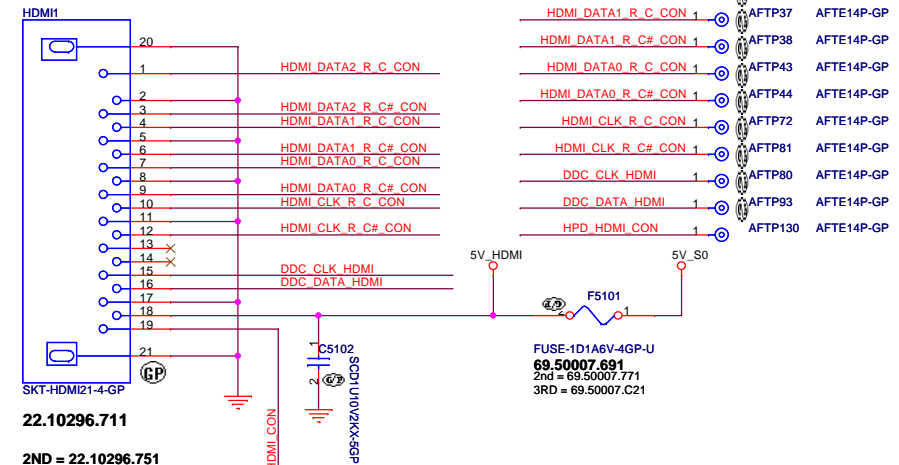 HDMI1
20
1
HDMI_DATA2_R_C_CON
2
3
HDMI_DATA2_R_C#_CON
4
HDMI_DATA1_R_C_CON
5
6
HDMI_DATA1_R_C#_CON
7
HDMI_DATA0_R_C_CON
8
9
HDMI_DATA0_R_C#_CON
10
HDMI_CLK_R_C_CON
11
12
HDMI_CLK_R_C#_CON
13
14
15
DDC_CLK_HDMI
16
DDC_DATA_HDMI
17
18
19
21
GP
SKT-HDMI21-4-GP
22.10296.711
2ND = 22.10296.751
HDMI_DATA1_R_C_CON 1 AFTP37 AFTE14P-GP
HDMI_DATA1_R_C#_CON 1 AFTP38 AFTE14P-GP
HDMI_DATA0_R_C_CON 1 AFTP43 AFTE14P-GP
HDMI_DATA0_R_C#_CON 1 AFTP44 AFTE14P-GP
HDMI_CLK_R_C_CON 1 AFTP72 AFTE14P-GP
HDMI_CLK_R_C#_CON 1 AFTP81 AFTE14P-GP
DDC_CLK_HDMI 1 AFTP80 AFTE14P-GP
DDC_DATA_HDMI 1 AFTP93 AFTE14P-GP
HPD_HDMI_CON 1 AFTP130 AFTE14P-GP
5V_HDMI
5V_S0
F5101
2
1
FUSE-1D1A6V-4GP-U
69.50007.691
2nd = 69.50007.771
3RD = 69.50007.C21
1
C5102
2
SCD1U10V2KX-5GP